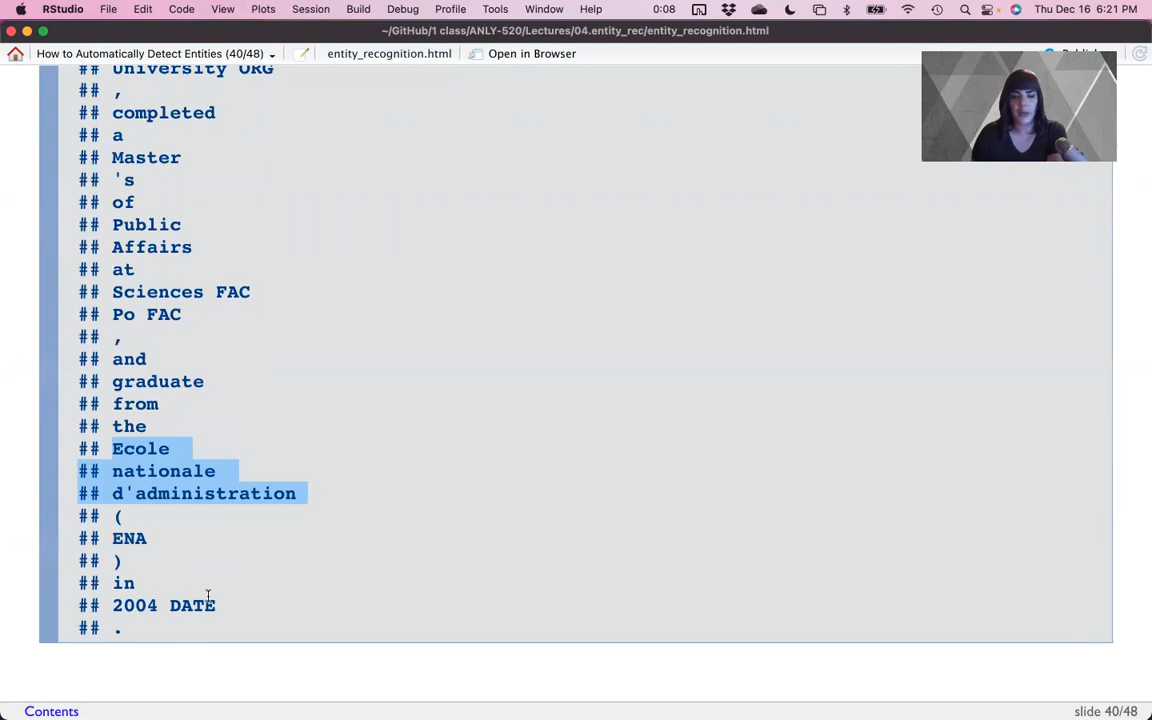 RStudio File Edit Code View Plots Session Build Debug Profile Tools Window Help 0:08 Thu Dec 16 6:21 PM
~/GitHub/1 class/ANLY-520/Lectures/04.entity_rec/entity_recognition.html
How to Automatically Detect Entities (40/48) entity_recognition.html Open in Browser
## University ORG
## ,
## completed
## a
## Master
## 's
## of
## Public
## Affairs
## at
## Sciences FAC
## Po FAC
## ,
## and
## graduate
## from
## the
## Ecole
## nationale
## d'administration
## (
## ENA
## )
## in
## 2004 DATE
## .
Contents slide 40/48